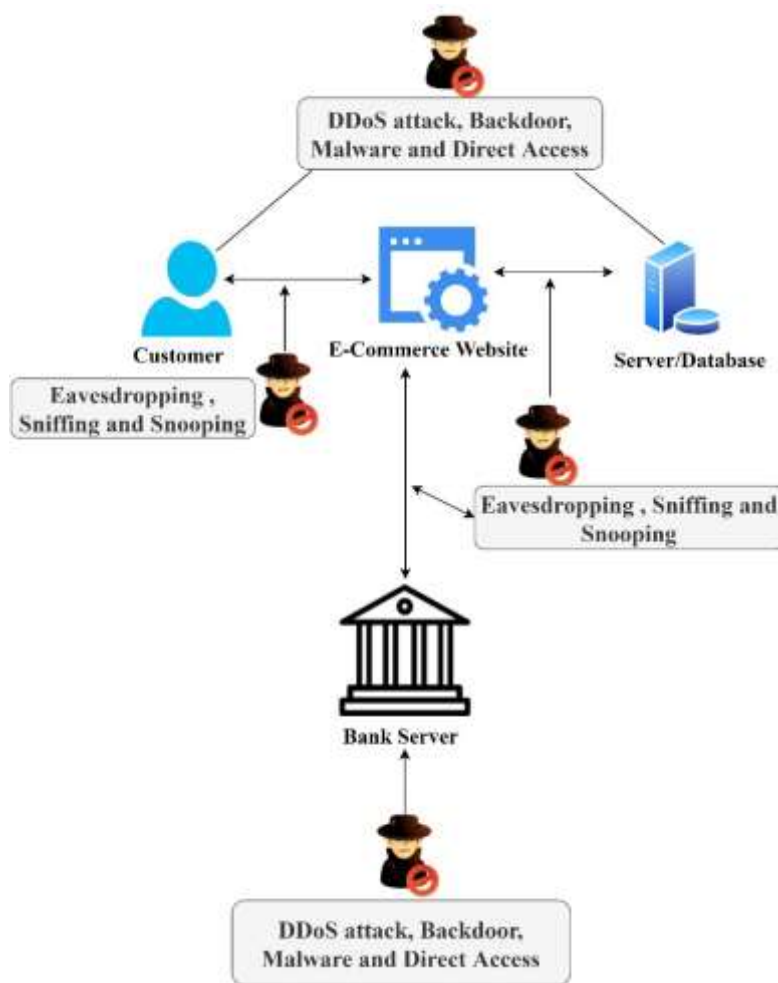 DDoS attack, Backdoor,
Malware and Direct Access
Customer
E-Commerce Website
Server/Database
Eavesdropping ,
Sniffing and Snooping
Eavesdropping , Sniffing and
Snooping
Bank Server
DDoS attack, Backdoor,
Malware and Direct Access